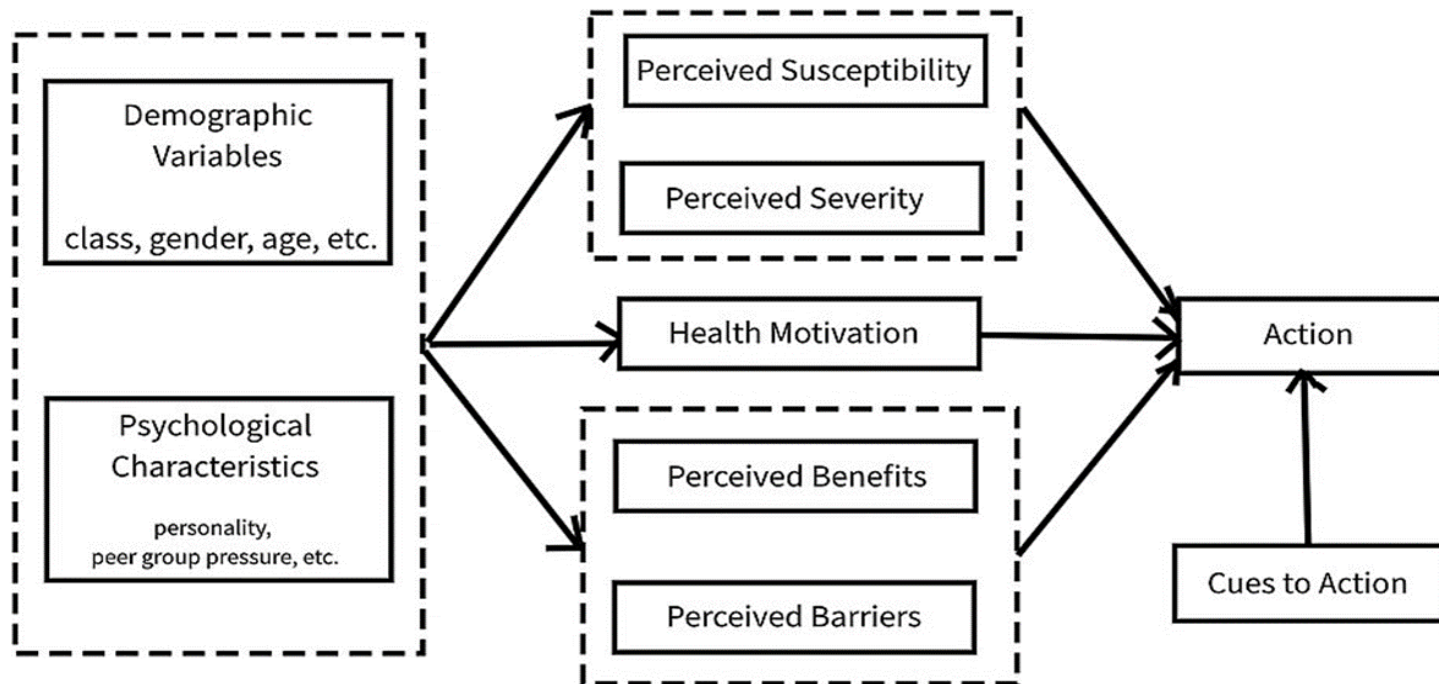 Demographic
Variables
class, gender, age, etc.
Psychological
Characteristics
personality,
peer group pressure, etc.
Perceived Susceptibility
Perceived Severity
Health Motivation
Perceived Benefits
Perceived Barriers
Action
Cues to Action